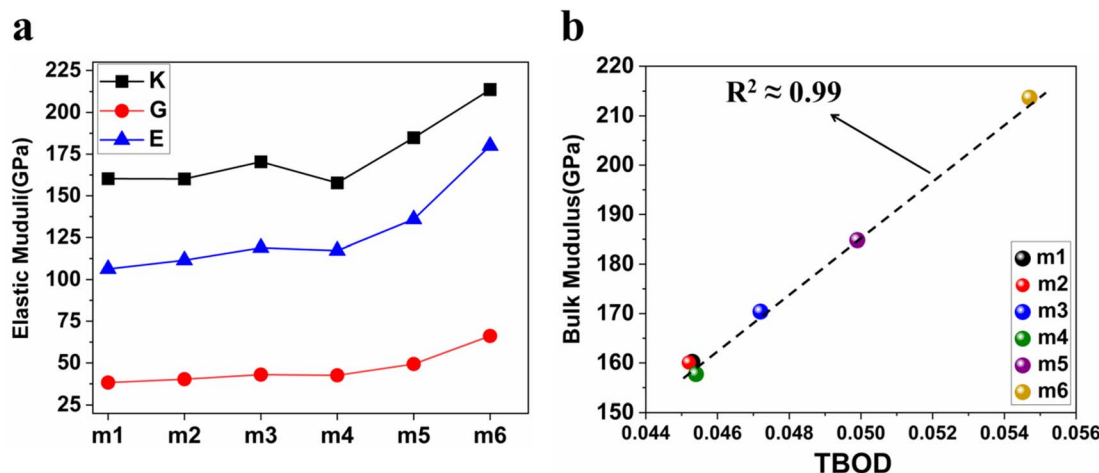 a
Elastic Muduli(GPa)
225
200
175
150
125
100
75
50
25
K
G
E
m1 m2 m3 m4 m5 m6
b
Bulk Mudulus(GPa)
220
210
200
190
180
170
160
150
R² ≈ 0.99
m1
m2
m3
m4
m5
m6
0.044 0.046 0.048 0.050 0.052 0.054 0.056
TBOD